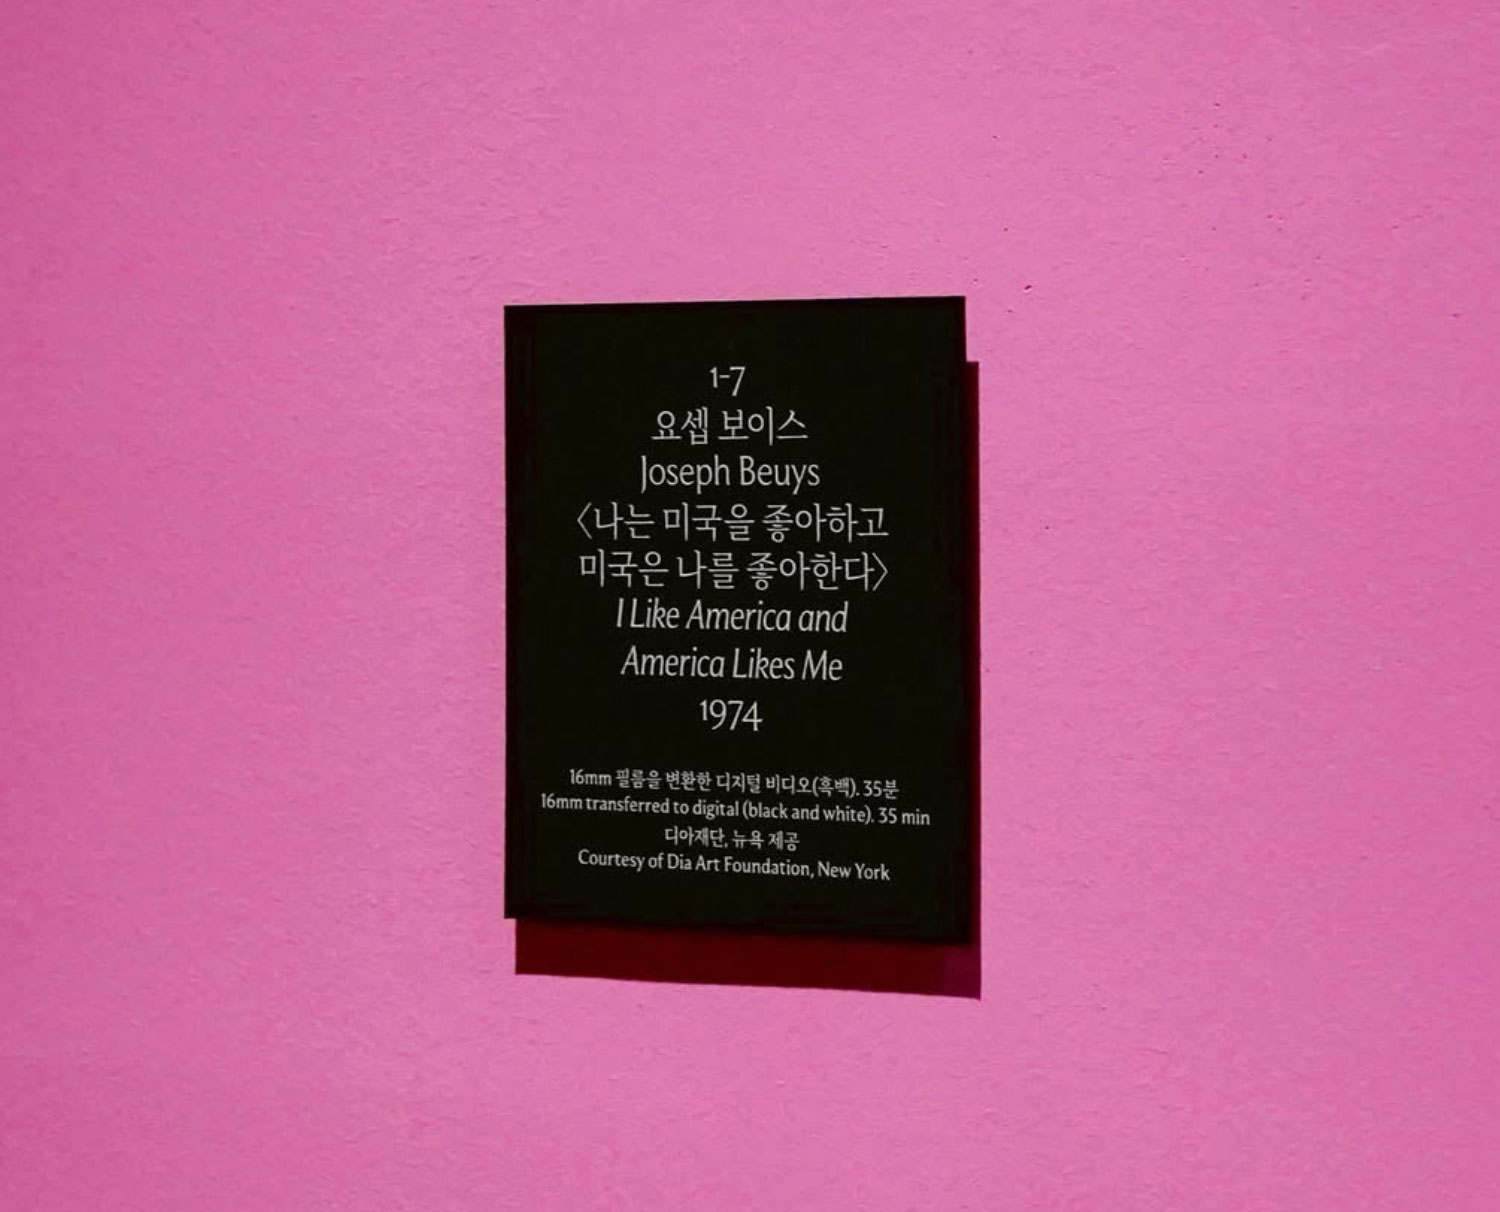 1-7
요셉 보이스
Joseph Beuys
〈나는 미국을 좋아하고
미국은 나를 좋아한다〉
I Like America and
America Likes Me
1974
16mm 필름을 변환한 디지털 비디오(흑백). 35분
16mm transferred to digital (black and white). 35 min
디아재단, 뉴욕 제공
Courtesy of Dia Art Foundation, New York